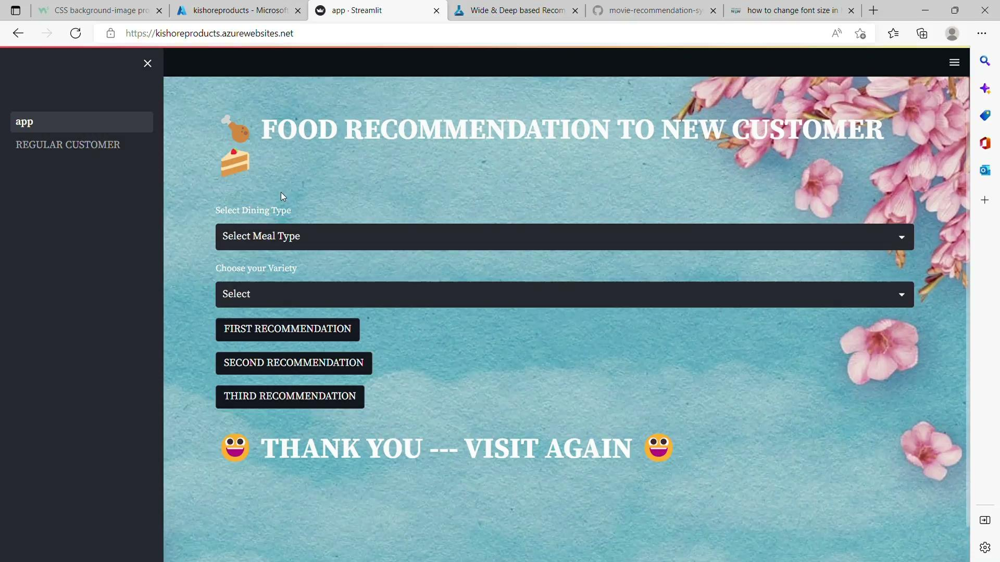 CSS background-image pro
kishoreproducts - Microsoft
app · Streamlit
Wide & Deep based Recom
movie-recommendation-sy
how to change font size in
https://kishoreproducts.azurewebsites.net
app
REGULAR CUSTOMER
FOOD RECOMMENDATION TO NEW CUSTOMER
Select Dining Type
Select Meal Type
Choose your Variety
Select
FIRST RECOMMENDATION
SECOND RECOMMENDATION
THIRD RECOMMENDATION
THANK YOU --- VISIT AGAIN